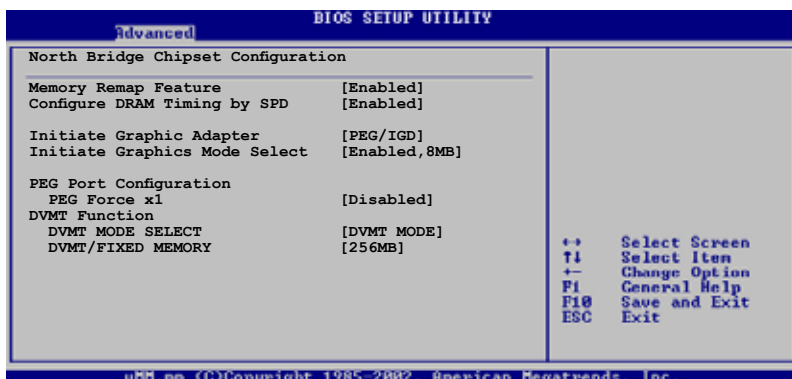 BIOS SETUP UTILITY
Advanced
North Bridge Chipset Configuration
Memory Remap Feature [Enabled]
Configure DRAM Timing by SPD [Enabled]
Initiate Graphic Adapter [PEG/IGD]
Initiate Graphics Mode Select [Enabled,8MB]
PEG Port Configuration
PEG Force x1 [Disabled]
DVMT Function
DVMT MODE SELECT [DVMT MODE]
DVMT/FIXED MEMORY [256MB]
←→ Select Screen
↑↓ Select Item
+- Change Option
F1 General Help
F10 Save and Exit
ESC Exit
(C)Copyright 1985-2002 American Megatrends Inc